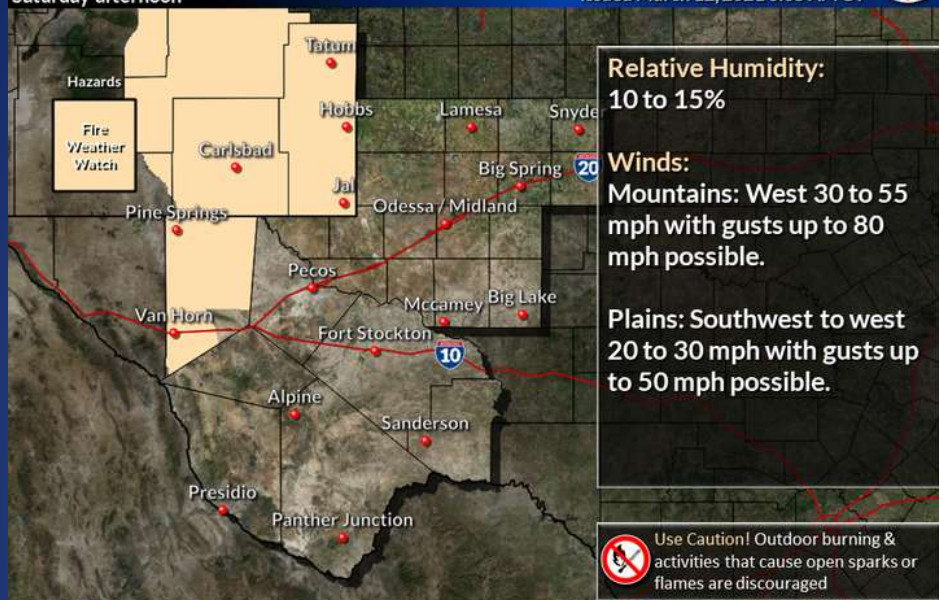 Saturday afternoon
Hazards
Fire
Weather
Watch
Tatum
Hobbs
Lamesa
Snyde
Carlsbad
Big Spring
20
Jal
Odessa / Midland
Pine Springs
Pecos
Mccamey
Big Lake
Van Horn
Fort Stockton
10
Alpine
Sanderson
Presidio
Panther Junction
Relative Humidity:
10 to 15%
Winds:
Mountains: West 30 to 55
mph with gusts up to 80
mph possible.
Plains: Southwest to west
20 to 30 mph with gusts up
to 50 mph possible.
Use Caution! Outdoor burning &
activities that cause open sparks or
flames are discouraged